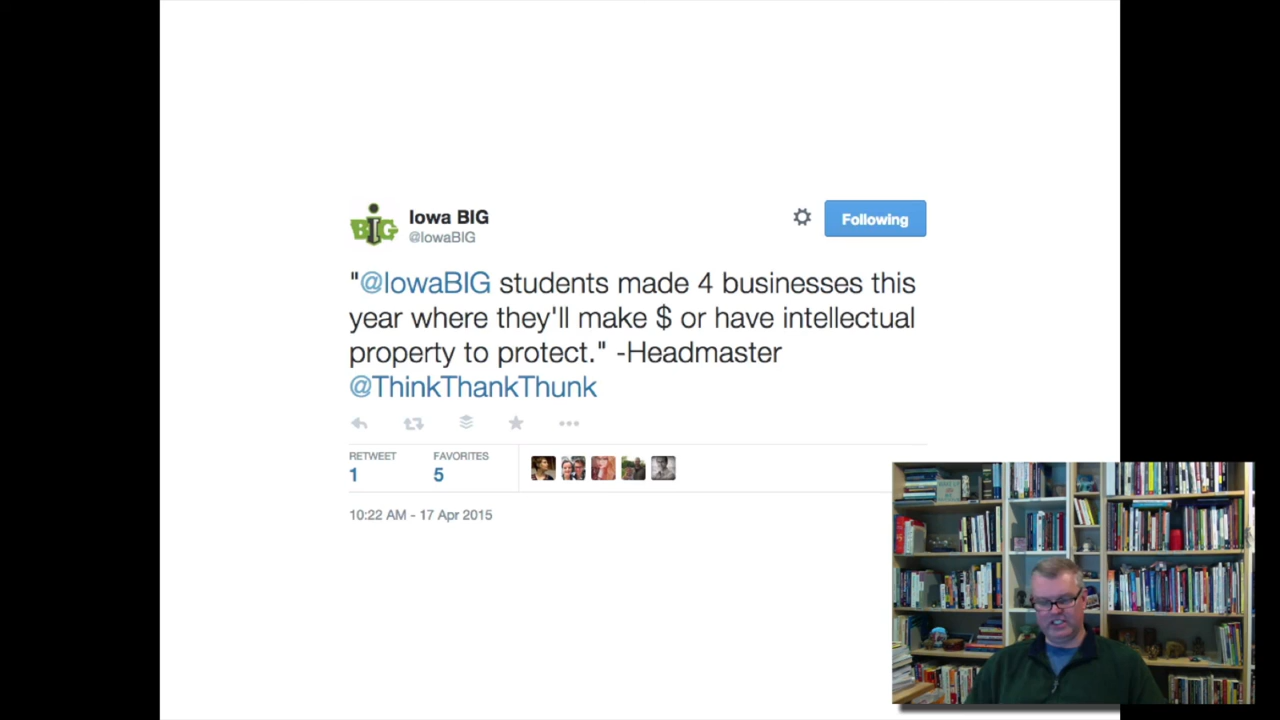 Iowa BIG
@IowaBIG
BIG
Following
"@IowaBIG students made 4 businesses this
year where they'll make $ or have intellectual
property to protect." -Headmaster
@ThinkThankThunk
RETWEET FAVORITES
1 5
10:22 AM - 17 Apr 2015